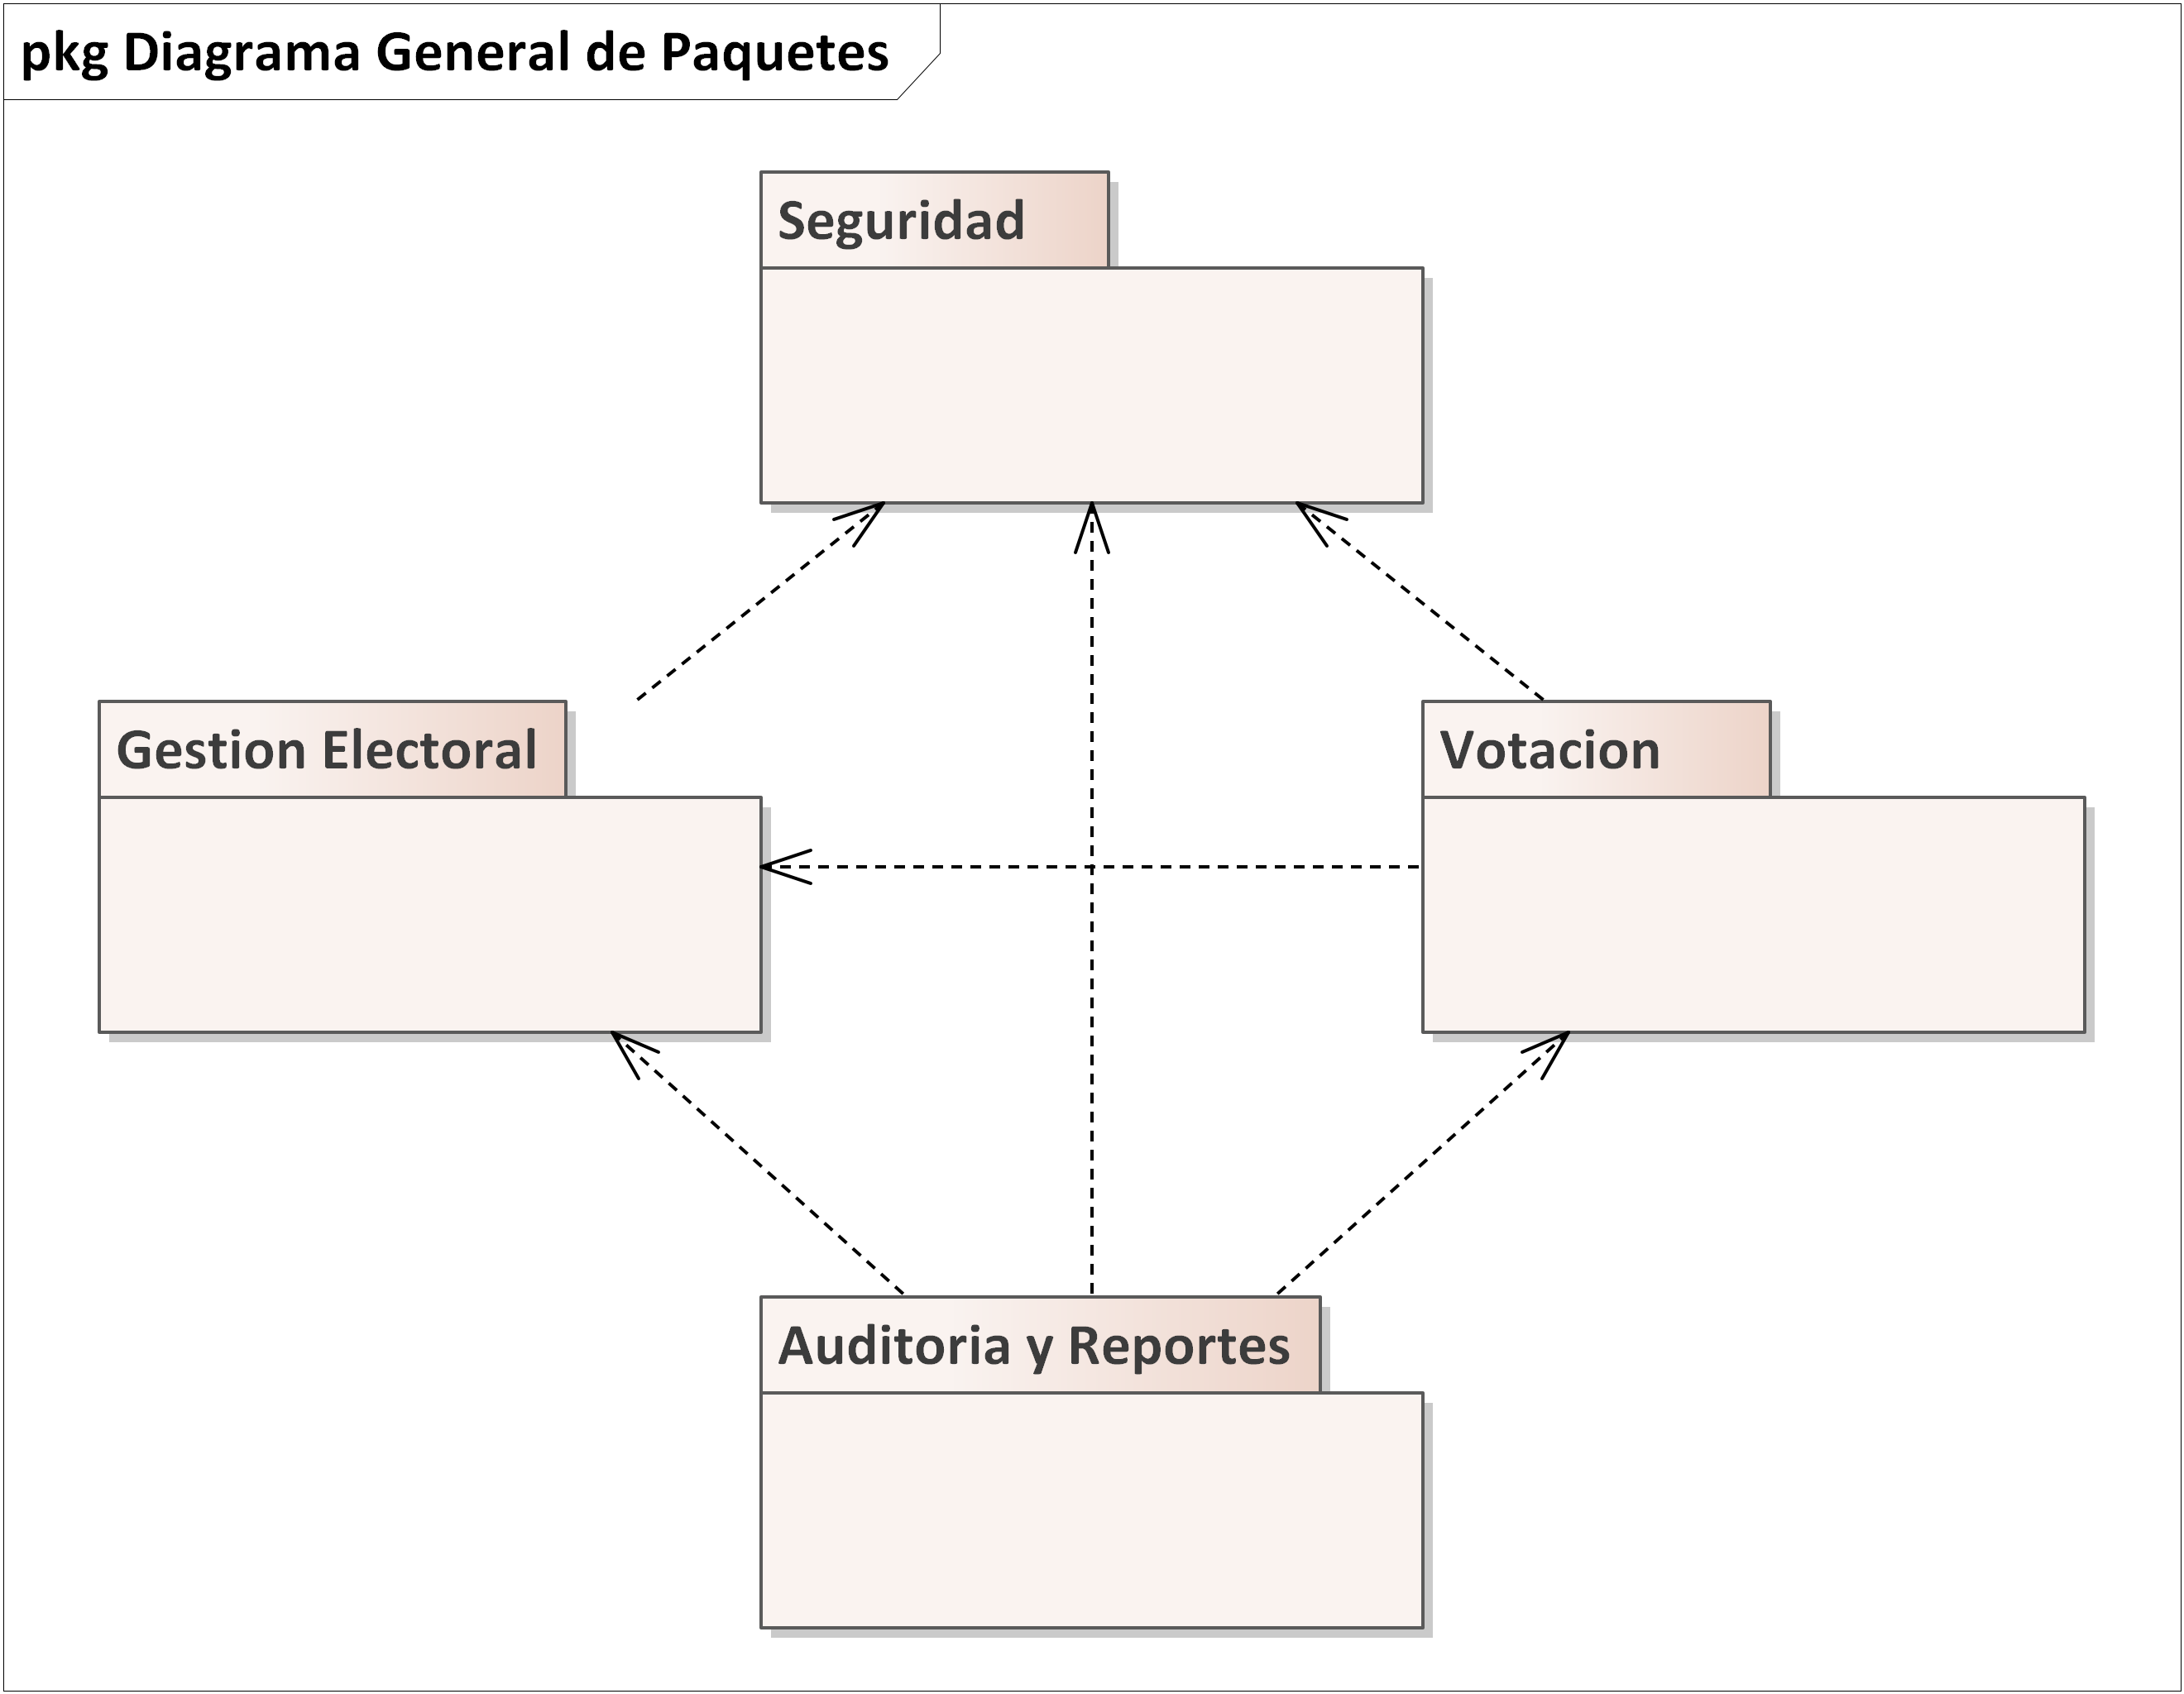 pkg Diagrama General de Paquetes
Seguridad
Gestion Electoral
Votacion
Auditoria y Reportes